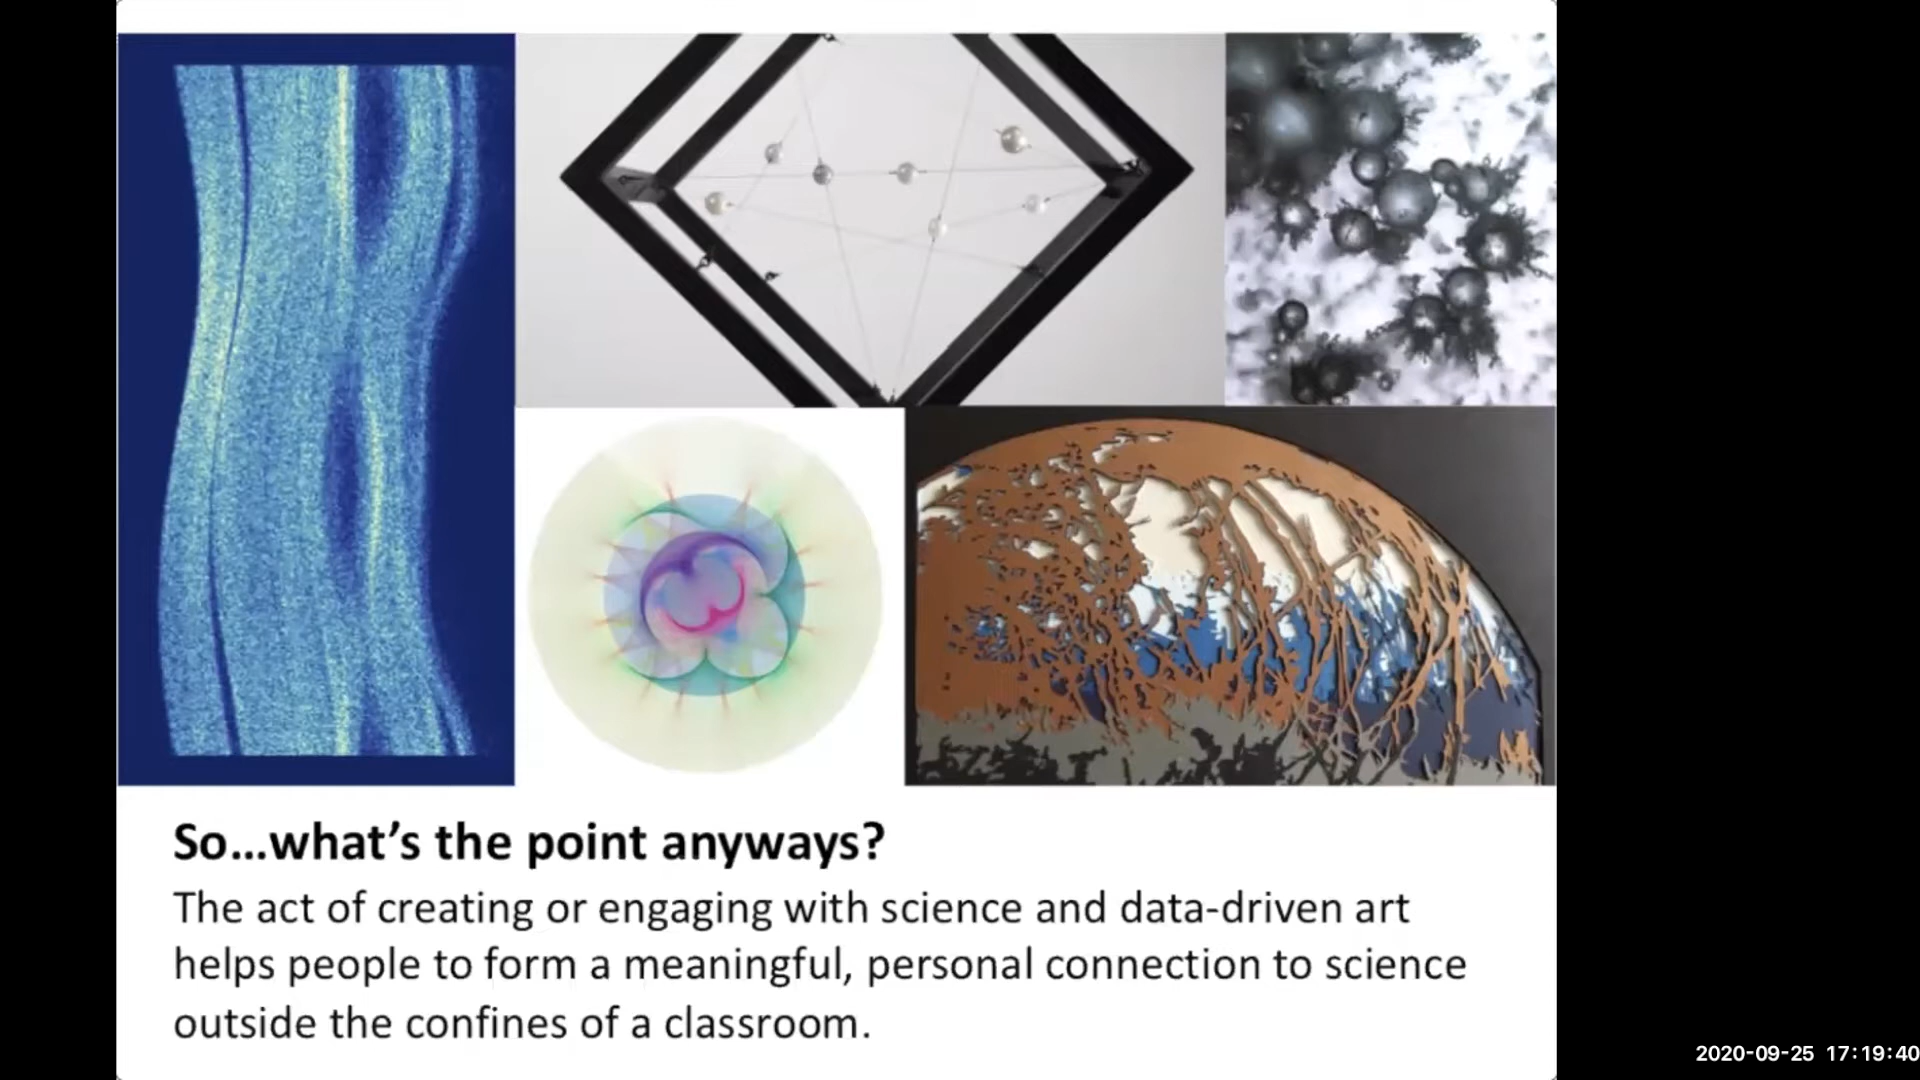 So...what's the point anyways?
The act of creating or engaging with science and data-driven art
helps people to form a meaningful, personal connection to science
outside the confines of a classroom.
2020-09-25 17:19:40